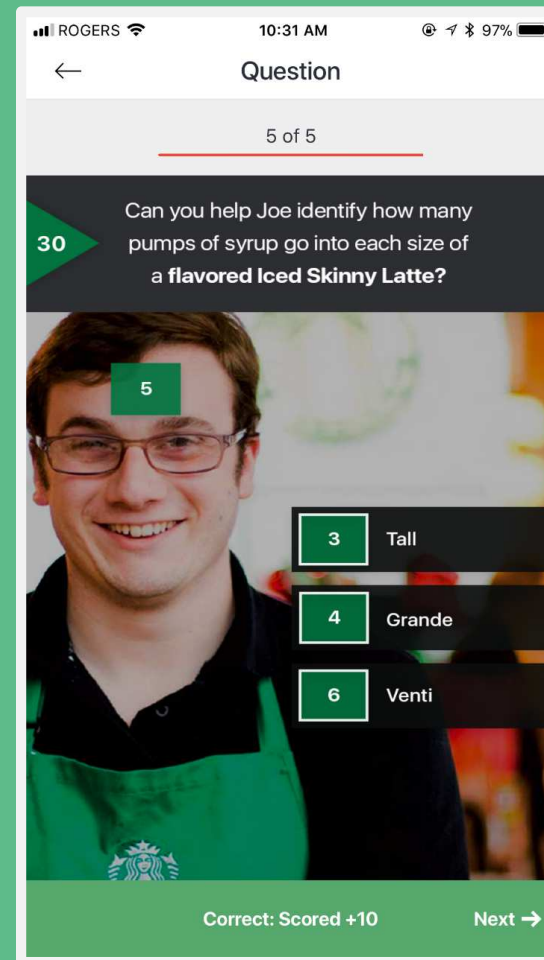 ROGERS 10:31 AM 97%
Question
5 of 5
30
Can you help Joe identify how many
pumps of syrup go into each size of
a flavored Iced Skinny Latte?
5
3 Tall
4 Grande
6 Venti
Correct: Scored +10 Next →